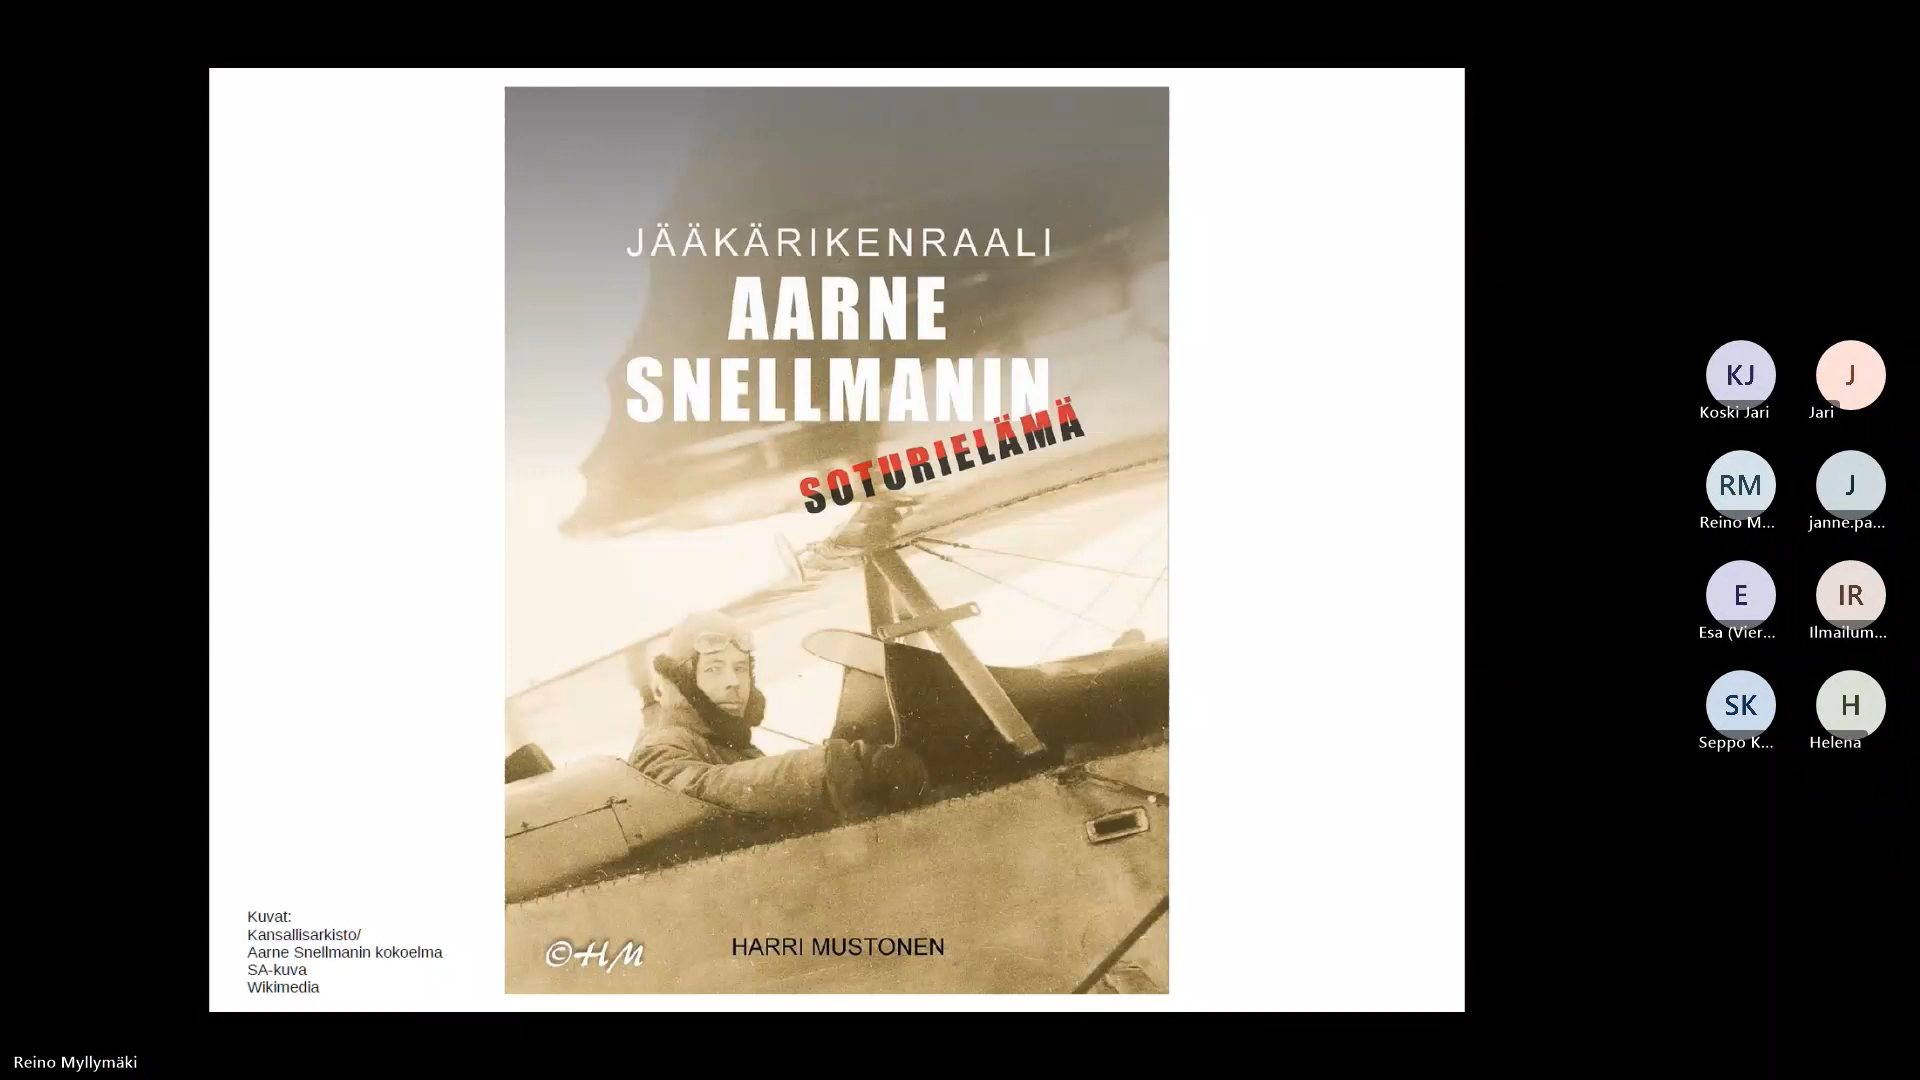 JÄÄKÄRIKENRAALI
AARNE
SNELLMANIN
SOTURIELÄMÄ
©HM
HARRI MUSTONEN
Kuvat:
Kansallisarkisto/
Aarne Snellmanin kokoelma
SA-kuva
Wikimedia
KJ
Koski Jari
J
Jari
RM
Reino M...
J
janne.pa...
E
Esa (Vier...
IR
Ilmailum...
SK
Seppo K...
H
Helena
Reino Myllymäki